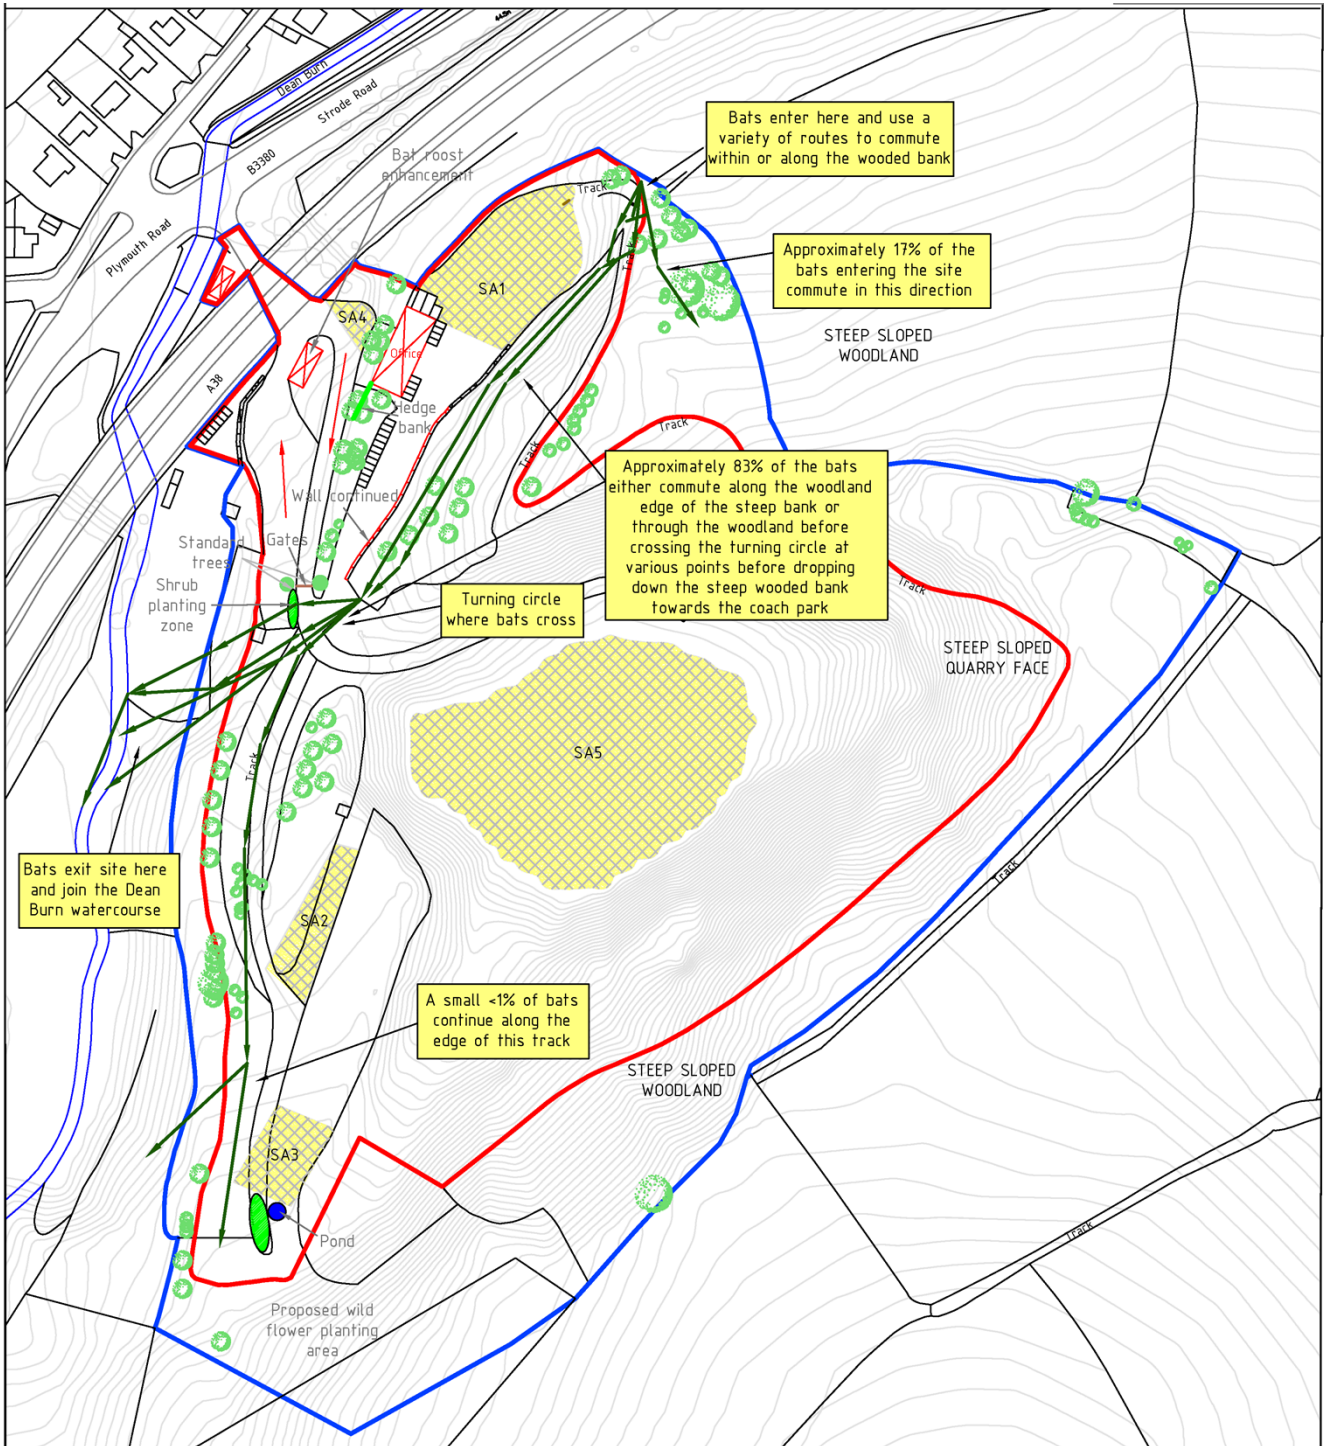 Dean Burn
Strode Road
B3380
Plymouth Road
A38
Bat roost
enhancement
Bats enter here and use a
variety of routes to commute
within or along the wooded bank
Track
Track
Approximately 17% of the
bats entering the site
commute in this direction
SA1
SA4
Office
STEEP SLOPED
WOODLAND
Hedge
bank
Track
Track
Approximately 83% of the bats
either commute along the woodland
edge of the steep bank or
through the woodland before
crossing the turning circle at
various points before dropping
down the steep wooded bank
towards the coach park
Wall continued
Standard
trees
Gates
Shrub
planting
zone
Turning circle
where bats cross
Track
STEEP SLOPED
QUARRY FACE
SA5
Track
Bats exit site here
and join the Dean
Burn watercourse
Track
SA2
A small <1% of bats
continue along the
edge of this track
STEEP SLOPED
WOODLAND
SA3
Pond
Track
Proposed wild
flower planting
area